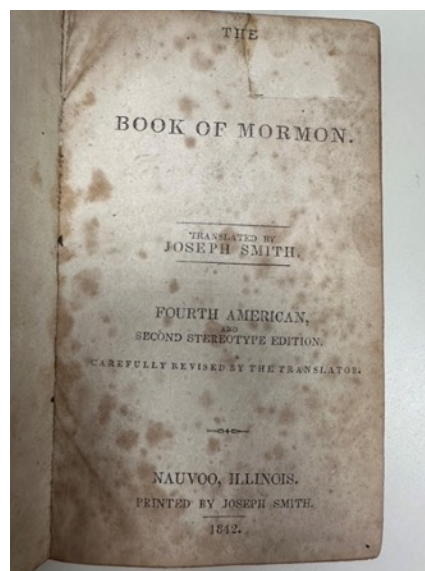 THE
BOOK OF MORMON.
TRANSLATED BY
JOSEPH SMITH.
FOURTH AMERICAN,
AND
SECOND STEREOTYPE EDITION.
CAREFULLY REVISED BY THE TRANSLATOR.
NAUVOO, ILLINOIS.
PRINTED BY JOSEPH SMITH.
1842.